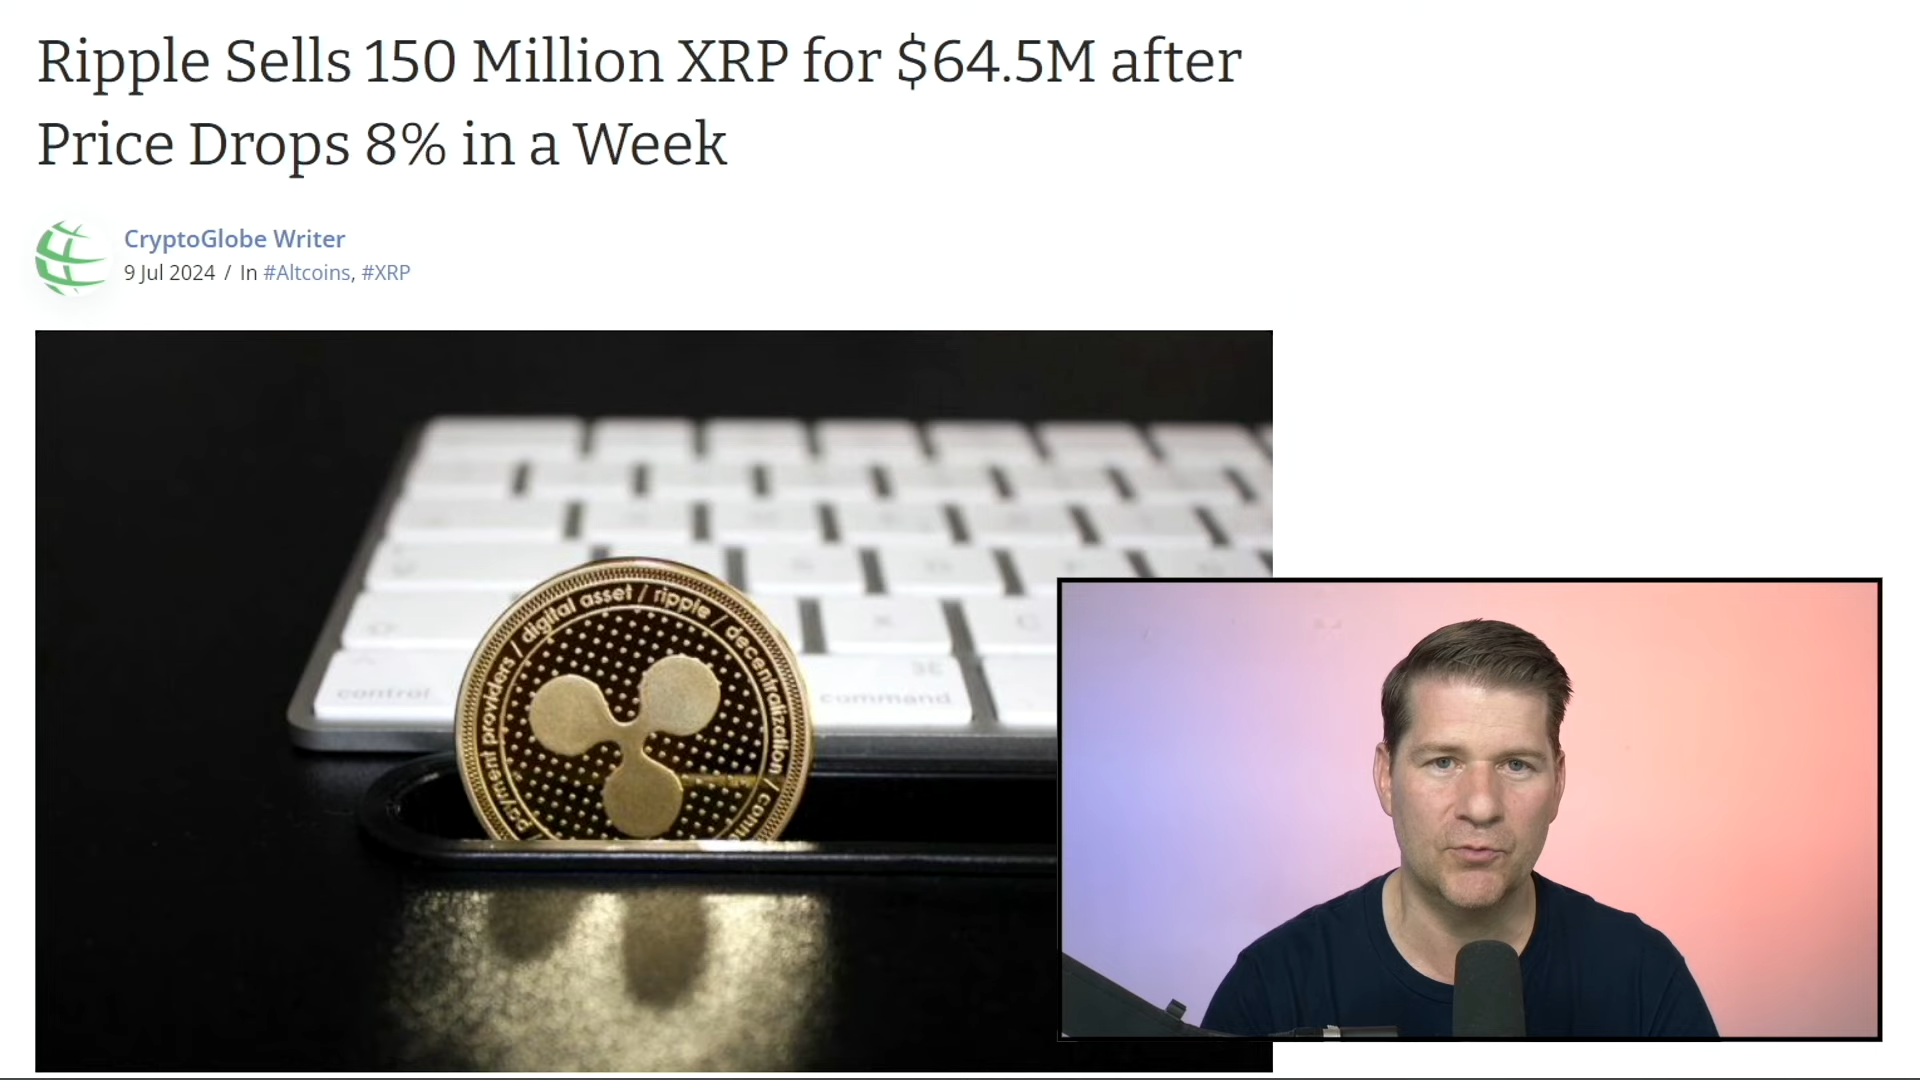 Ripple Sells 150 Million XRP for $64.5M after
Price Drops 8% in a Week
CryptoGlobe Writer
9 Jul 2024 / In #Altcoins, #XRP
control
command
payment providers / digital asset / ripple / decentralization /